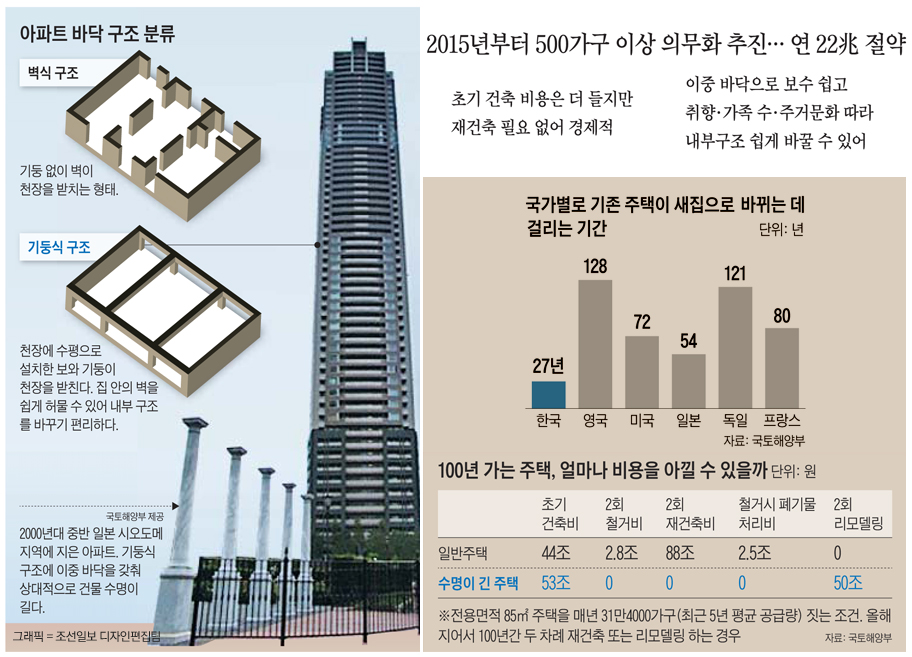 아파트 바닥 구조 분류
벽식 구조
기둥 없이 벽이
천장을 받치는 형태.
기둥식 구조
천장에 수평으로
설치한 보와 기둥이
천장을 받친다. 집 안의 벽을
쉽게 허물 수 있어 내부 구조
를 바꾸기 편리하다.
국토해양부 제공
2000년대 중반 일본 시오도메
지역에 지은 아파트. 기둥식
구조에 이중 바닥을 갖춰
상대적으로 건물 수명이
길다.
그래픽 = 조선일보 디자인편집팀
2015년부터 500가구 이상 의무화 추진… 연 22兆 절약
초기 건축 비용은 더 들지만
재건축 필요 없어 경제적
이중 바닥으로 보수 쉽고
취향·가족 수·주거문화 따라
내부구조 쉽게 바꿀 수 있어
국가별로 기존 주택이 새집으로 바뀌는 데
걸리는 기간 단위: 년
27년 128 72 54 121 80
한국 영국 미국 일본 독일 프랑스
자료: 국토해양부
100년 가는 주택, 얼마나 비용을 아낄 수 있을까 단위: 원
초기 2회 2회 철거시 폐기물 2회
건축비 철거비 재건축비 처리비 리모델링
일반주택 44조 2.8조 88조 2.5조 0
수명이 긴 주택 53조 0 0 0 50조
※전용면적 85㎡ 주택을 매년 31만4000가구(최근 5년 평균 공급량) 짓는 조건. 올해
지어서 100년간 두 차례 재건축 또는 리모델링 하는 경우
자료: 국토해양부